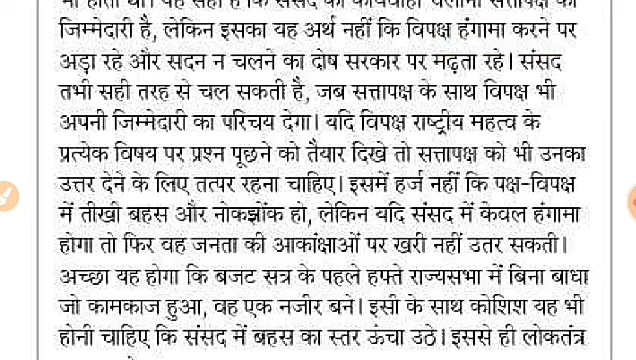 जिम्मेदारी है, लेकिन इसका यह अर्थ नहीं कि विपक्ष हंगामा करने पर
अड़ा रहे और सदन न चलने का दोष सरकार पर मढ़ता रहे। संसद
तभी सही तरह से चल सकती है, जब सत्तापक्ष के साथ विपक्ष भी
अपनी जिम्मेदारी का परिचय देगा। यदि विपक्ष राष्ट्रीय महत्व के
प्रत्येक विषय पर प्रश्न पूछने को तैयार दिखे तो सत्तापक्ष को भी उनका
उत्तर देने के लिए तत्पर रहना चाहिए। इसमें हर्ज नहीं कि पक्ष-विपक्ष
में तीखी बहस और नोकझोंक हो, लेकिन यदि संसद में केवल हंगामा
होगा तो फिर वह जनता की आकांक्षाओं पर खरी नहीं उतर सकती।
अच्छा यह होगा कि बजट सत्र के पहले हफ्ते राज्यसभा में बिना बाधा
जो कामकाज हुआ, वह एक नजीर बने। इसी के साथ कोशिश यह भी
होनी चाहिए कि संसद में बहस का स्तर ऊंचा उठे। इससे ही लोकतंत्र